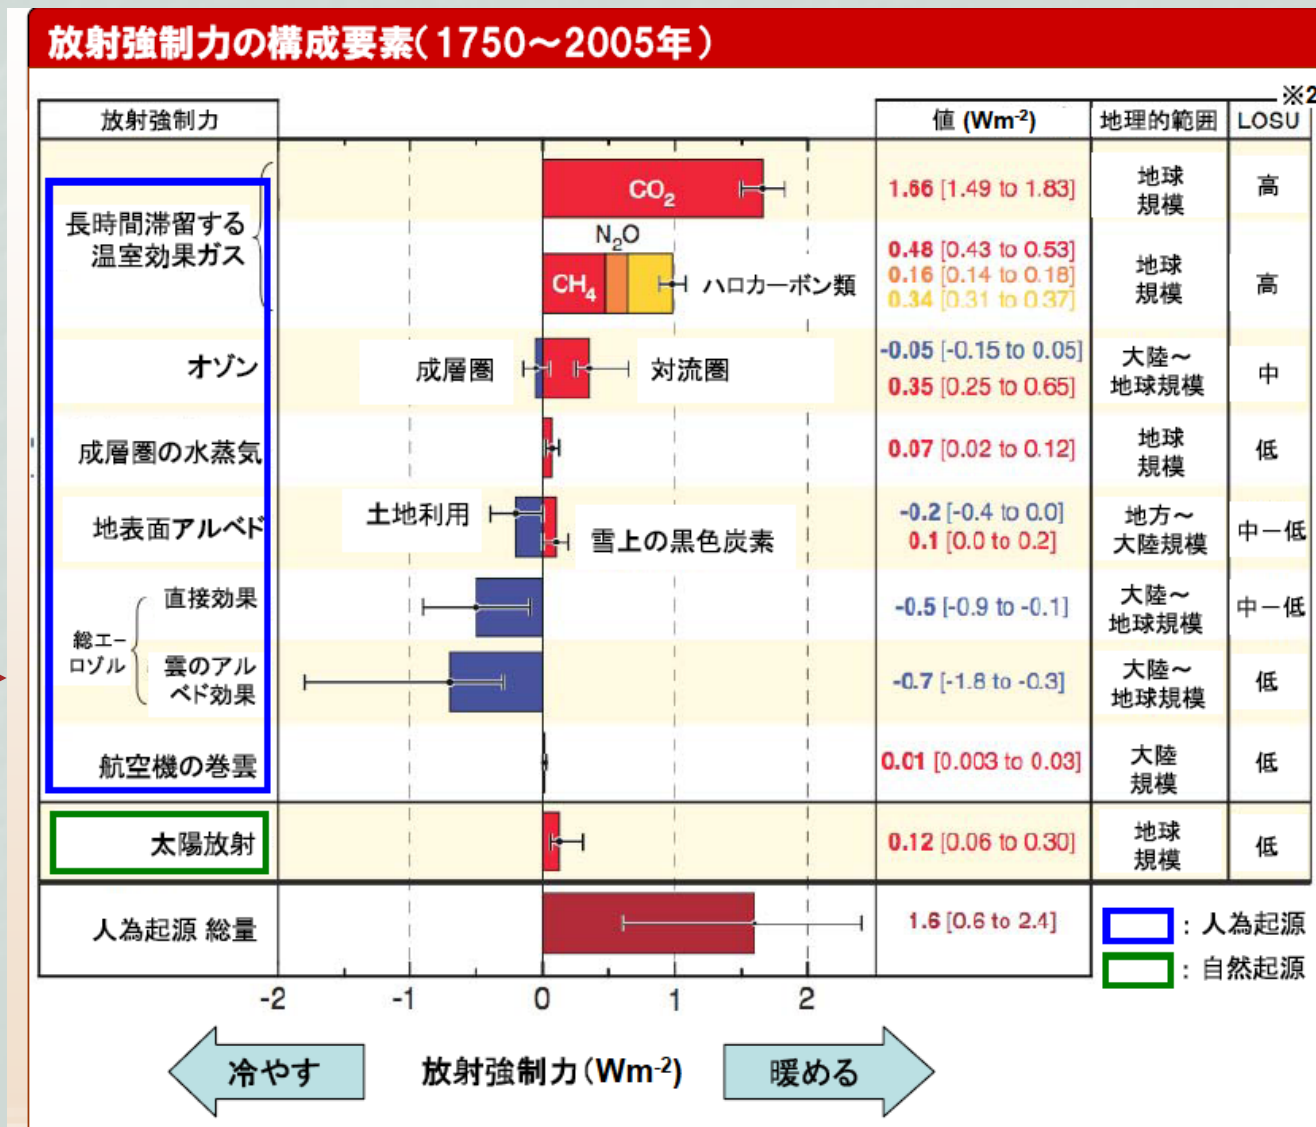 放射強制力の構成要素(1750～2005年)
※2
放射強制力
値 (Wm-2)
地理的範囲
LOSU
長時間滞留する
温室効果ガス
CO2
1.66 [1.49 to 1.83]
地球
規模
高
N2O
CH4
ハロカーボン類
0.48 [0.43 to 0.53]
0.16 [0.14 to 0.18]
0.34 [0.31 to 0.37]
地球
規模
高
オゾン
成層圏
対流圏
-0.05 [-0.15 to 0.05]
0.35 [0.25 to 0.65]
大陸～
地球規模
中
成層圏の水蒸気
0.07 [0.02 to 0.12]
地球
規模
低
地表面アルベド
土地利用
雪上の黒色炭素
-0.2 [-0.4 to 0.0]
0.1 [0.0 to 0.2]
地方～
大陸規模
中－低
総エー
ロゾル
直接効果
-0.5 [-0.9 to -0.1]
大陸～
地球規模
中－低
雲のアル
ベド効果
-0.7 [-1.8 to -0.3]
大陸～
地球規模
低
航空機の巻雲
0.01 [0.003 to 0.03]
大陸
規模
低
太陽放射
0.12 [0.06 to 0.30]
地球
規模
低
人為起源 総量
1.6 [0.6 to 2.4]
：人為起源
：自然起源
-2
-1
0
1
2
冷やす
放射強制力(Wm-2)
暖める